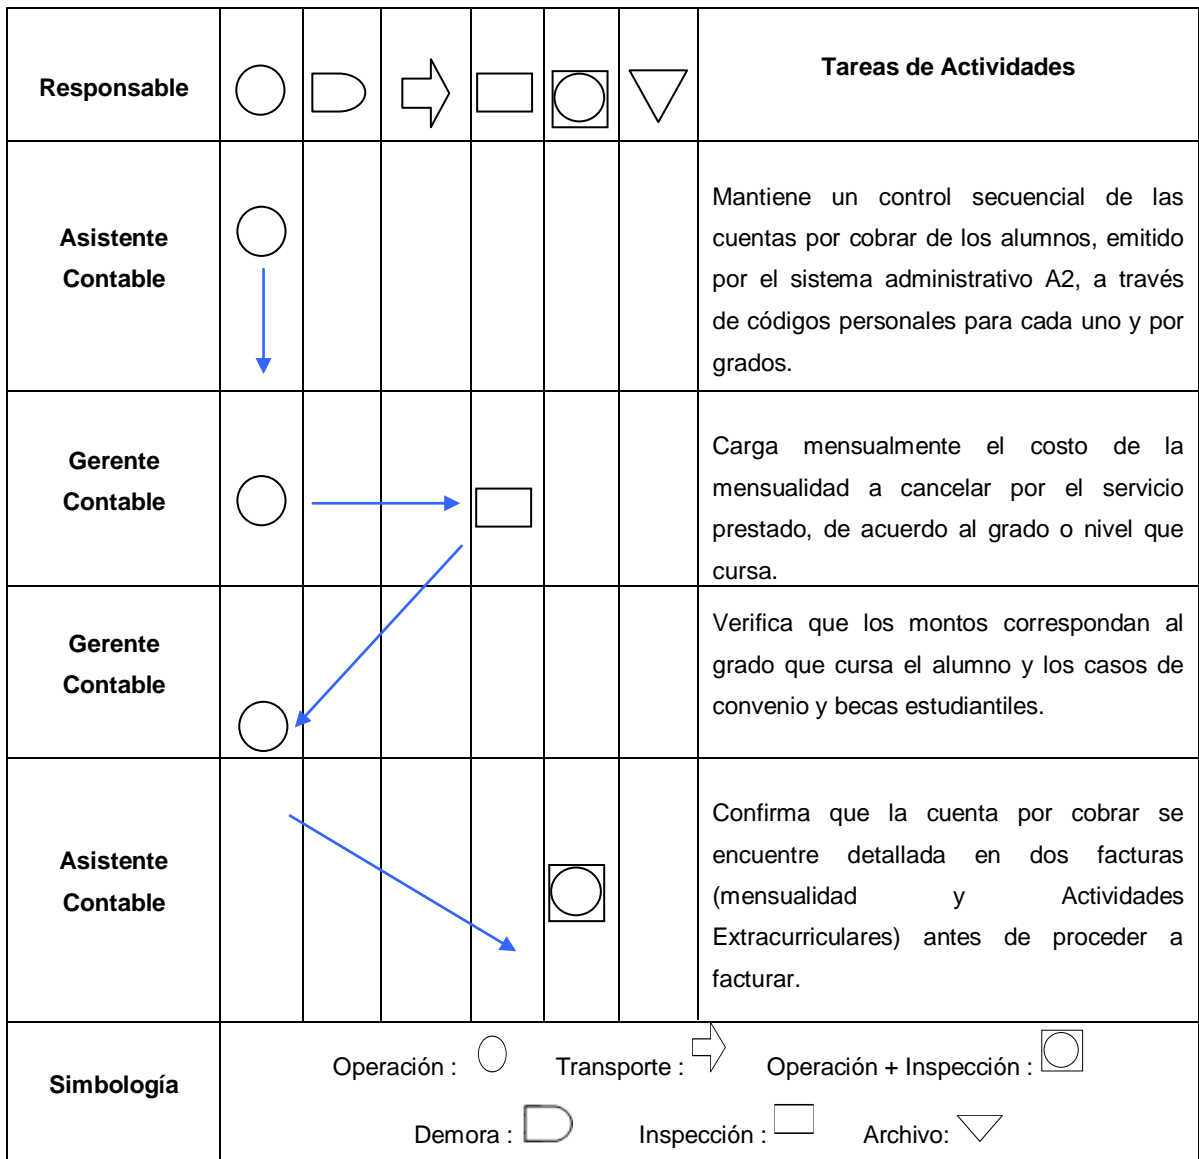 Responsable
Tareas de Actividades
Asistente
Contable
Mantiene un control secuencial de las
cuentas por cobrar de los alumnos, emitido
por el sistema administrativo A2, a través
de códigos personales para cada uno y por
grados.
Gerente
Contable
Carga mensualmente el costo de la
mensualidad a cancelar por el servicio
prestado, de acuerdo al grado o nivel que
cursa.
Gerente
Contable
Verifica que los montos correspondan al
grado que cursa el alumno y los casos de
convenio y becas estudiantiles.
Asistente
Contable
Confirma que la cuenta por cobrar se
encuentre detallada en dos facturas
(mensualidad y Actividades
Extracurriculares) antes de proceder a
facturar.
Simbología
Operación : Transporte : Operación + Inspección :
Demora : Inspección : Archivo: